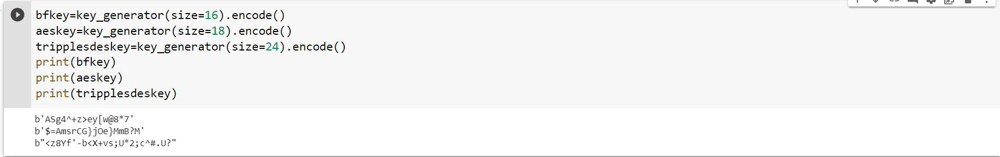 bfkey=key_generator(size=16).encode()
aeskey=key_generator(size=18).encode()
tripplesdeskey=key_generator(size=24).encode()
print(bfkey)
print(aeskey)
print(tripplesdeskey)
b'ASg4^+z>ey[w@8*7'
b'$=AmsrCG}jOe}MmB?M'
b"<z8Yf'-b<X+vs;U*2;c^#.U?"